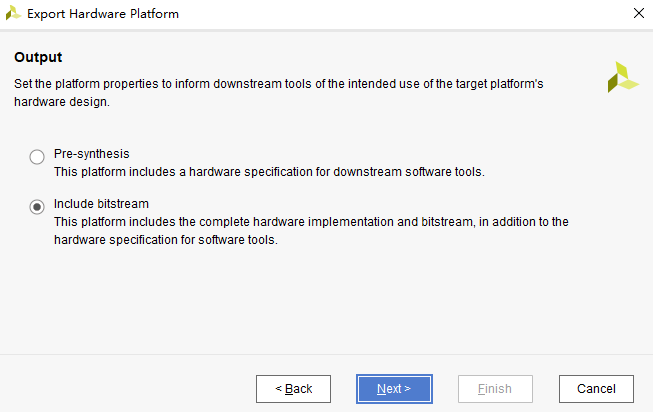 Export Hardware Platform
Output
Set the platform properties to inform downstream tools of the intended use of the target platform's
hardware design.
Pre-synthesis
This platform includes a hardware specification for downstream software tools.
Include bitstream
This platform includes the complete hardware implementation and bitstream, in addition to the
hardware specification for software tools.
< Back
Next >
Finish
Cancel